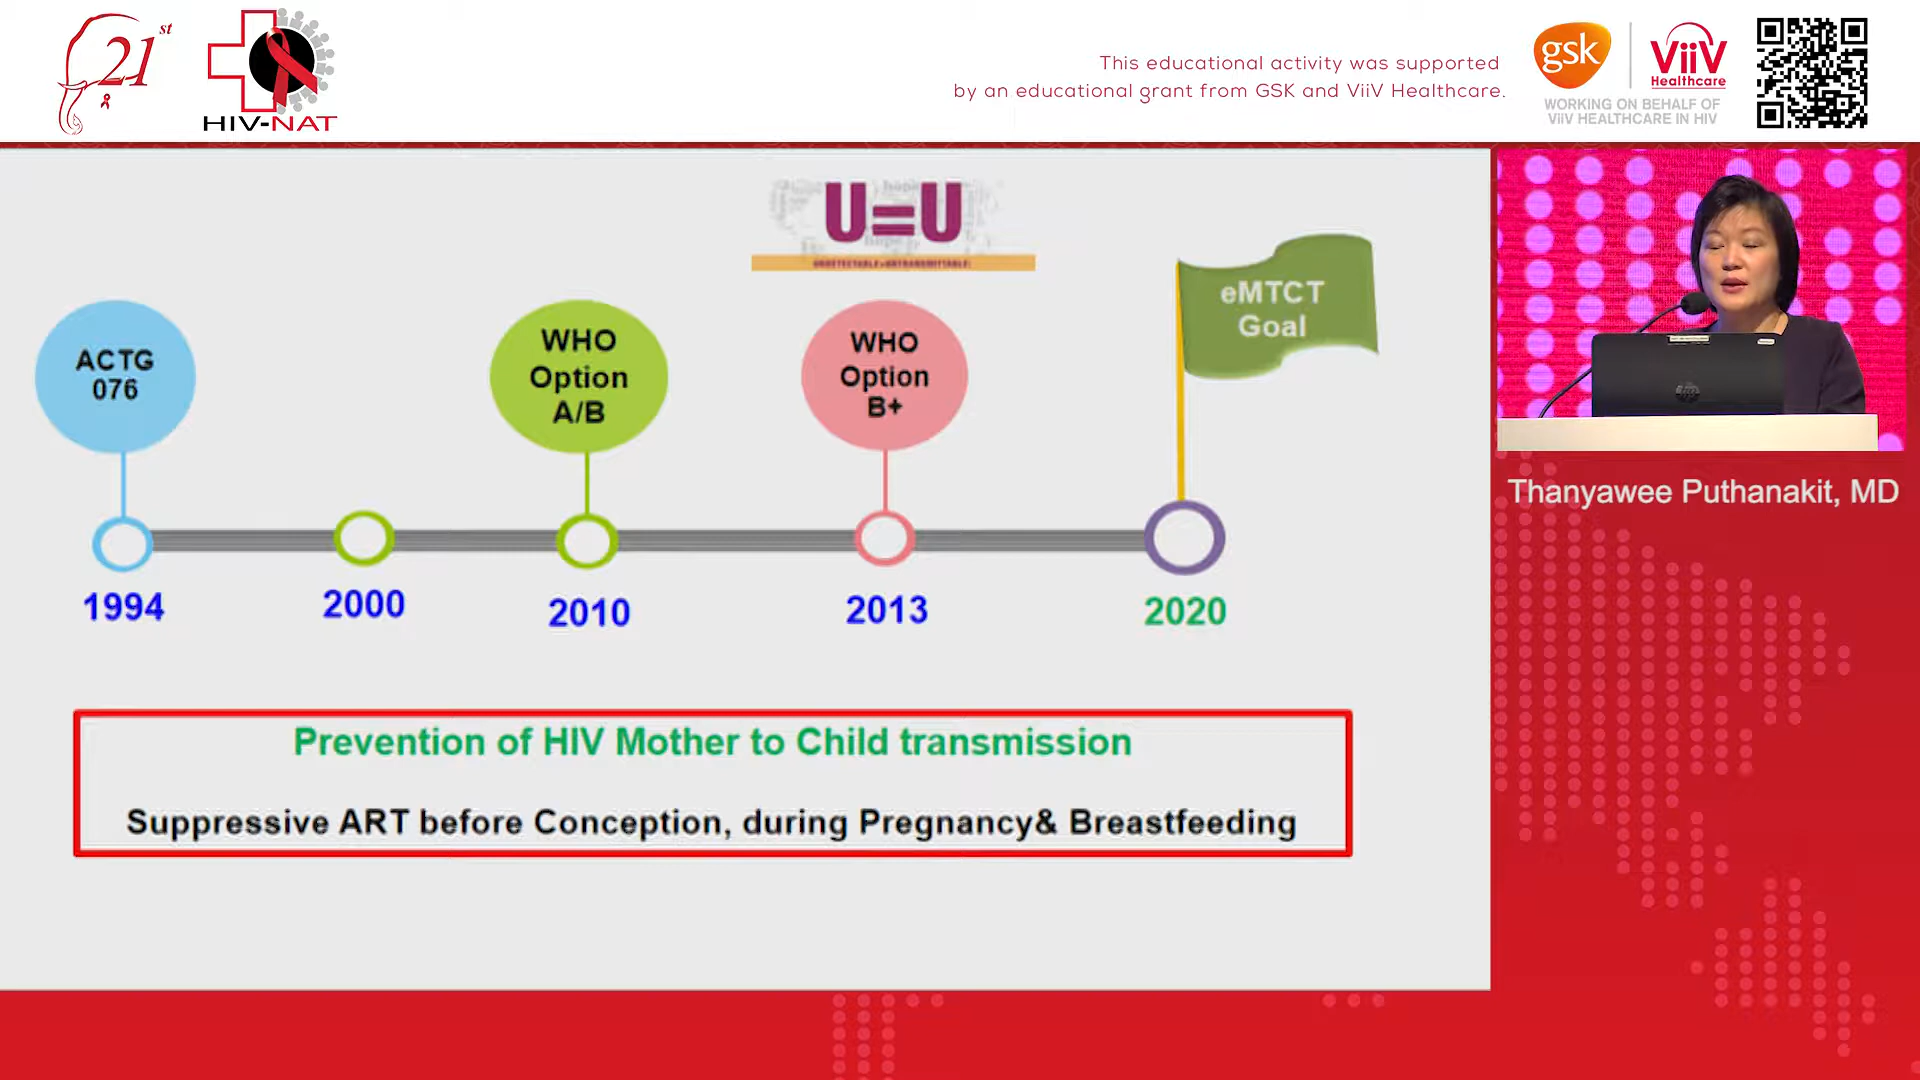 21st
HIV-NAT
This educational activity was supported
by an educational grant from GSK and ViiV Healthcare.
gsk
ViiV
Healthcare
WORKING ON BEHALF OF
ViiV HEALTHCARE IN HIV
U=U
UNDETECTABLE=UNTRANSMITTABLE
eMTCT
Goal
ACTG
076
WHO
Option
A/B
WHO
Option
B+
1994
2000
2010
2013
2020
Prevention of HIV Mother to Child transmission
Suppressive ART before Conception, during Pregnancy& Breastfeeding
Thanyawee Puthanakit, MD
hp